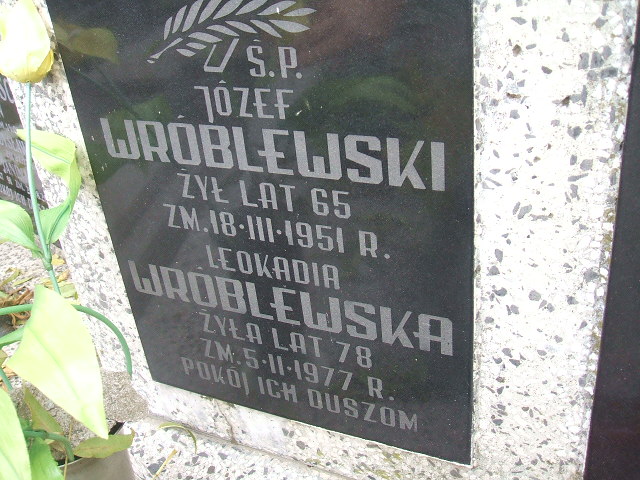 Ś.P.
JÓZEF
WRÓBLEWSKI
ŻYŁ LAT 65
ZM. 18·III·1951 R.
LEOKADIA
WRÓBLEWSKA
ŻYŁA LAT 78
ZM. 5·II·1977 R.
POKÓJ ICH DUSZOM